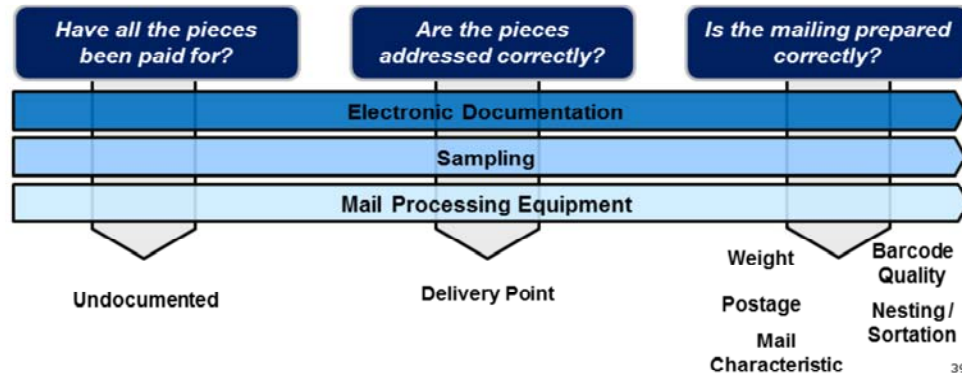 Have all the pieces
been paid for?
Are the pieces
addressed correctly?
Is the mailing prepared
correctly?
Electronic Documentation
Sampling
Mail Processing Equipment
Undocumented
Delivery Point
Weight
Barcode
Quality
Postage
Nesting /
Sortation
Mail
Characteristic
39